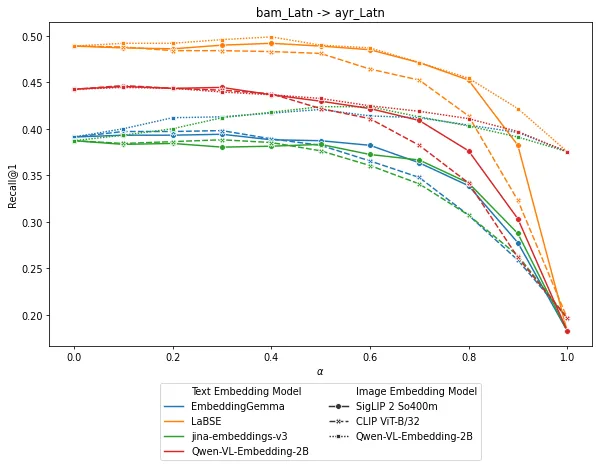 bam_Latn -> ayr_Latn
Recall@1
0.50
0.45
0.40
0.35
0.30
0.25
0.20
0.0
0.2
0.4
0.6
0.8
1.0
α
Text Embedding Model
EmbeddingGemma
LaBSE
jina-embeddings-v3
Qwen-VL-Embedding-2B
Image Embedding Model
SigLIP 2 So400m
CLIP ViT-B/32
Qwen-VL-Embedding-2B